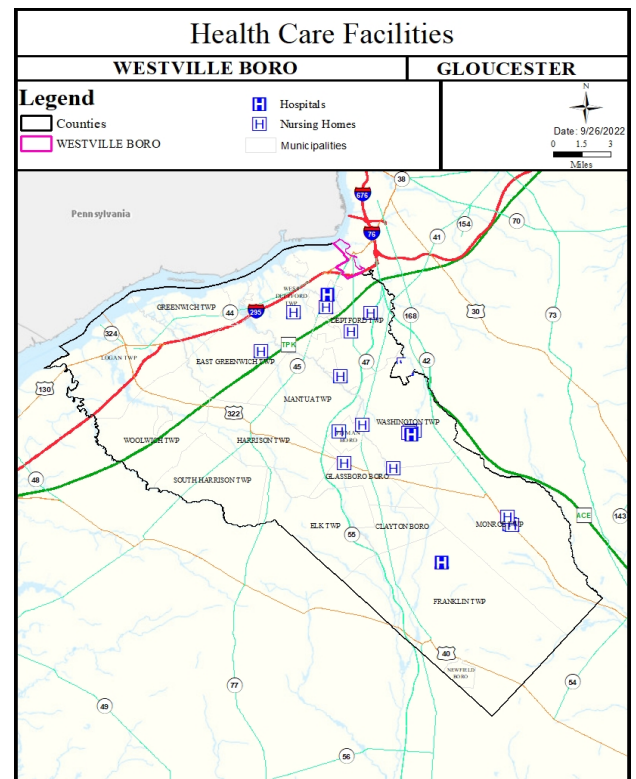 Health Care Facilities
WESTVILLE BORO
GLOUCESTER
Legend
Counties
WESTVILLE BORO
Hospitals
Nursing Homes
Municipalities
N
Date: 9/26/2022
0 1.5 3
Miles
Pennsylvania
38
676
76
70
154
41
WEST
DEPTFORD
TWP
GREENWICH TWP
44
295
DEPTFORD TWP
168
30
73
324
LOGAN TWP
TPK
EAST GREENWICH TWP
45
47
42
130
MANTUA TWP
322
WASHINGTON TWP
WOOLWICH TWP
HARRISON TWP
BORO
48
SOUTH HARRISON TWP
GLASSBORO BORO
ELK TWP
CLAYTON BORO
55
MONROE TWP
ACE
143
FRANKLIN TWP
40
NEWFIELD
BORO
77
54
49
56